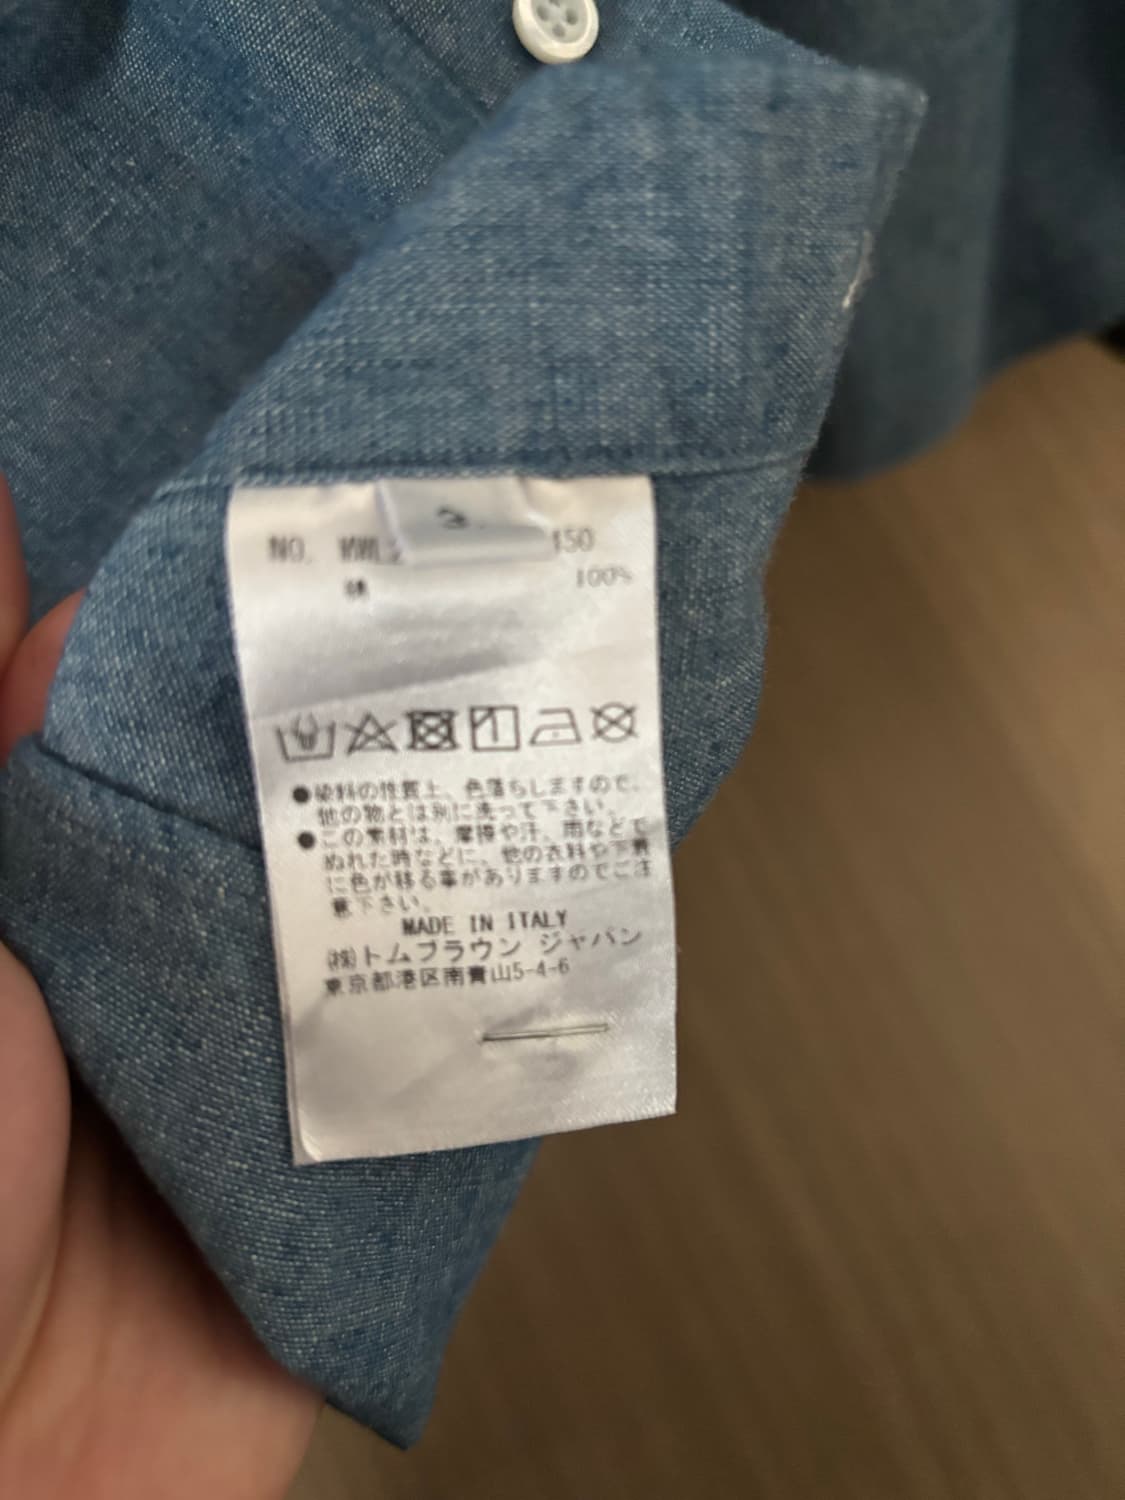 3
NO. 450
綿 100%
●染料の性質上、色落ちしますので、
他の物とは別に洗って下さい。
●この素材は、摩擦や汗、雨などで
ぬれた時などに、他の衣料や下着
に色が移る事がありますのでご注
意下さい。
MADE IN ITALY
㈱トムブラウン ジャパン
東京都港区南青山5-4-6